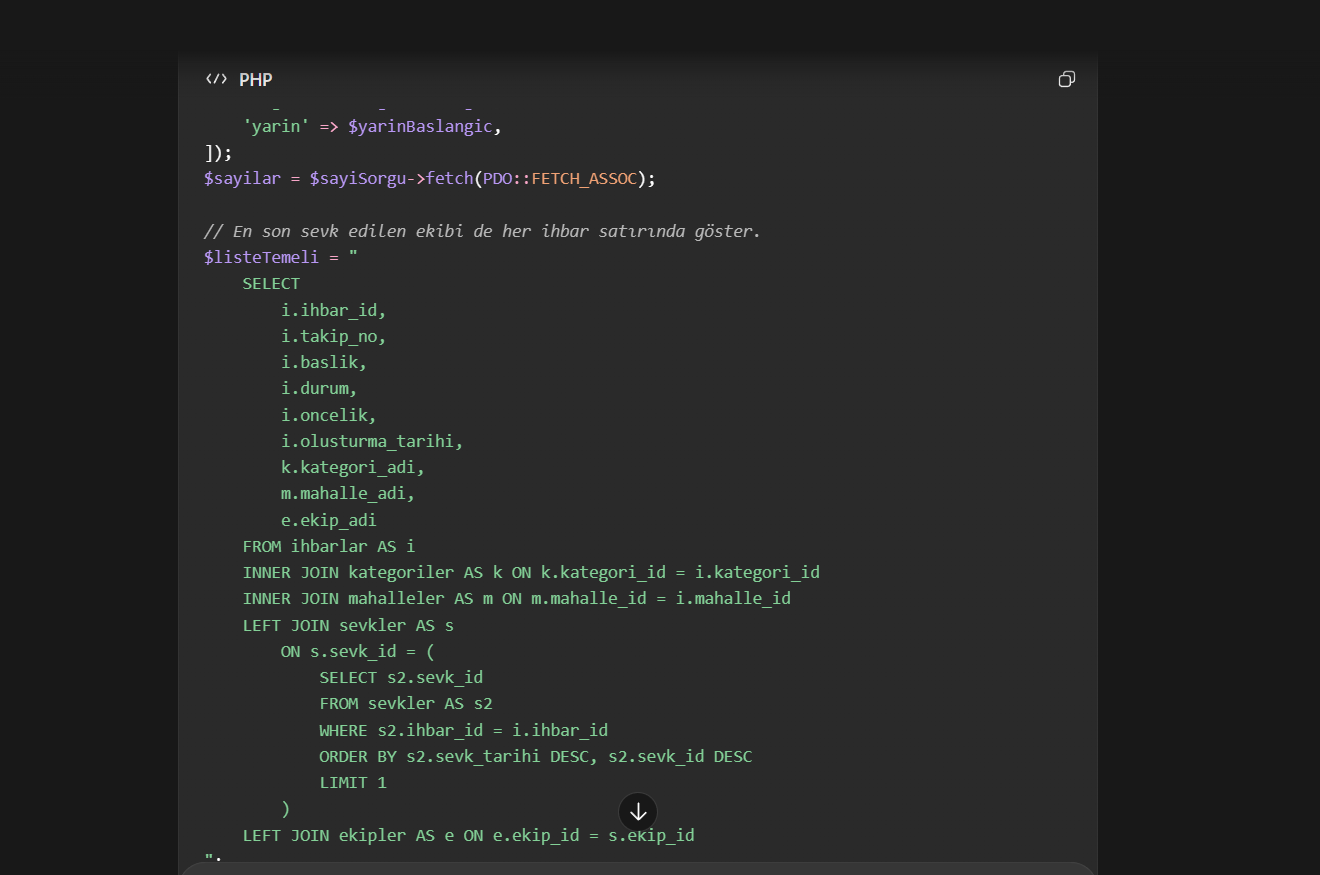 </> PHP
'yarin' => $yarinBaslangic,
]);
$sayilar = $sayiSorgu->fetch(PDO::FETCH_ASSOC);
// En son sevk edilen ekibi de her ihbar satırında göster.
$listeTemeli = "
SELECT
i.ihbar_id,
i.takip_no,
i.baslik,
i.durum,
i.oncelik,
i.olusturma_tarihi,
k.kategori_adi,
m.mahalle_adi,
e.ekip_adi
FROM ihbarlar AS i
INNER JOIN kategoriler AS k ON k.kategori_id = i.kategori_id
INNER JOIN mahalleler AS m ON m.mahalle_id = i.mahalle_id
LEFT JOIN sevkler AS s
ON s.sevk_id = (
SELECT s2.sevk_id
FROM sevkler AS s2
WHERE s2.ihbar_id = i.ihbar_id
ORDER BY s2.sevk_tarihi DESC, s2.sevk_id DESC
LIMIT 1
)
LEFT JOIN ekipler AS e ON e.ekip_id = s.ekip_id
";